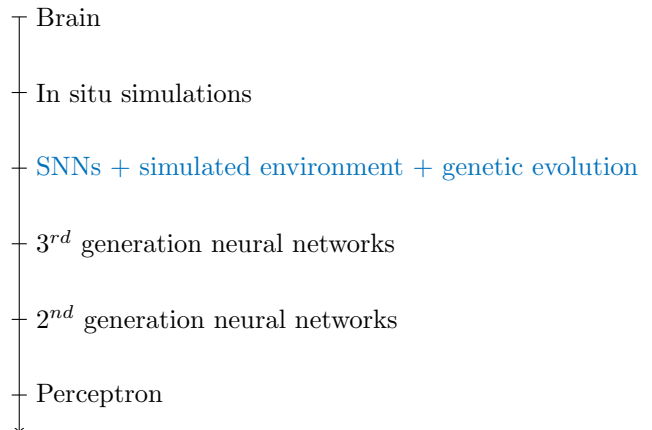 Brain
In situ simulations
SNNs + simulated environment + genetic evolution
3rd generation neural networks
2nd generation neural networks
Perceptron